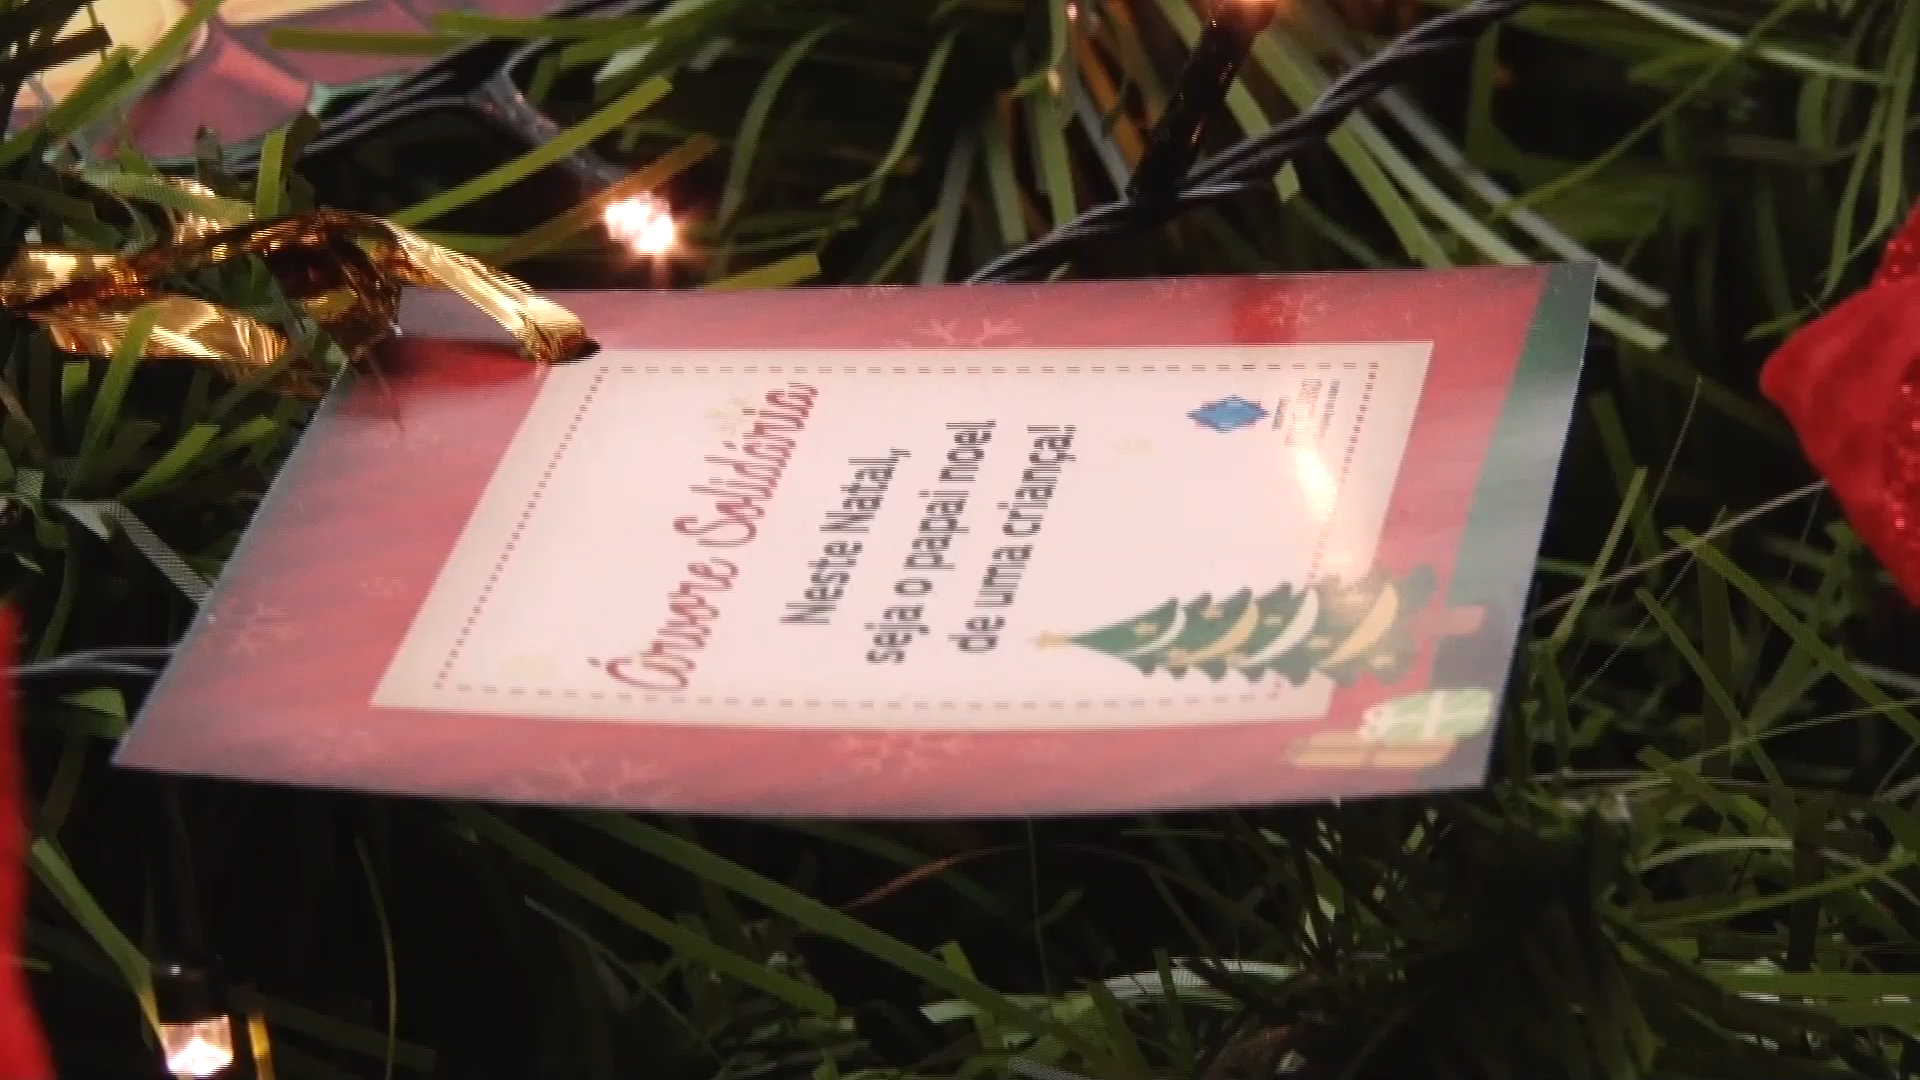 Árvore Solidária
Neste Natal,
seja o papai noel
de uma criança!